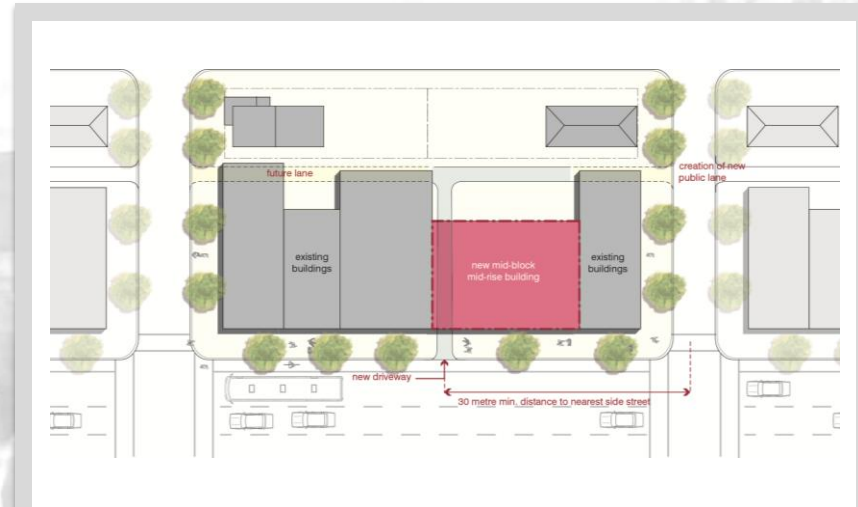 future lane
creation of new
public lane
existing
buildings
new mid-block
mid-rise building
existing
buildings
new driveway
30 metre min. distance to nearest side street